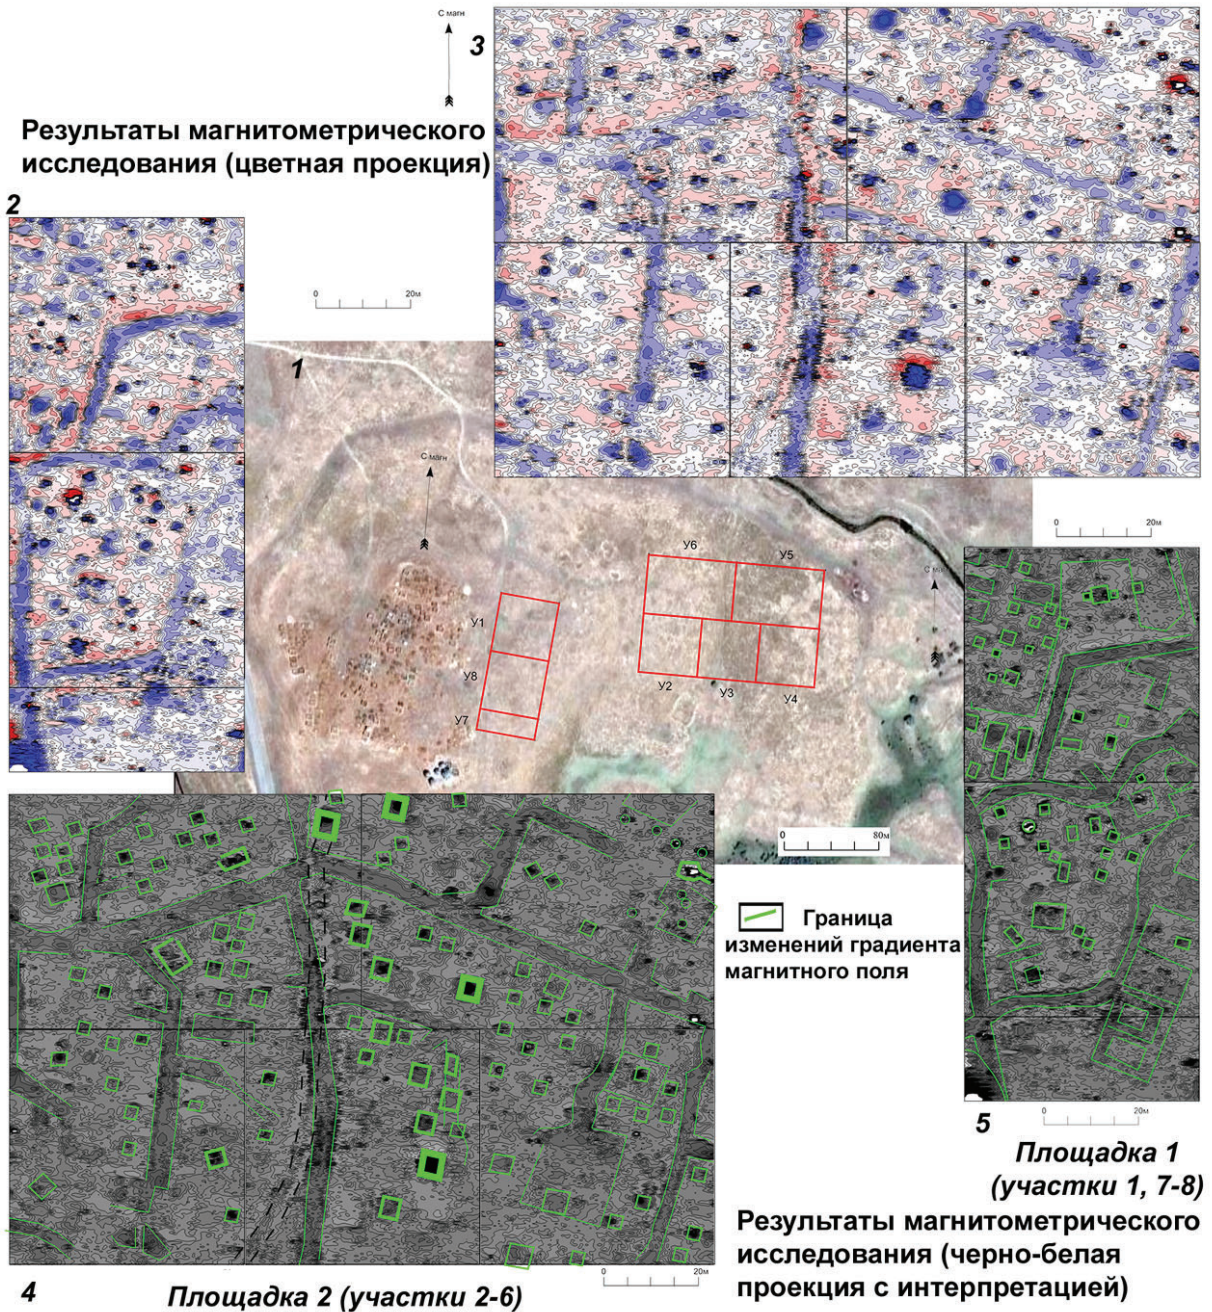 С магн
3
Результаты магнитометрического
исследования (цветная проекция)
2
0 20м
1
С магн
У6
У5
У1
У8
У7
У2
У3
У4
0 80м
0 20м
Граница
изменений градиента
магнитного поля
5
0 20м
Площадка 1
(участки 1, 7-8)
Результаты магнитометрического
исследования (черно-белая
проекция с интерпретацией)
4
Площадка 2 (участки 2-6)
0 20м